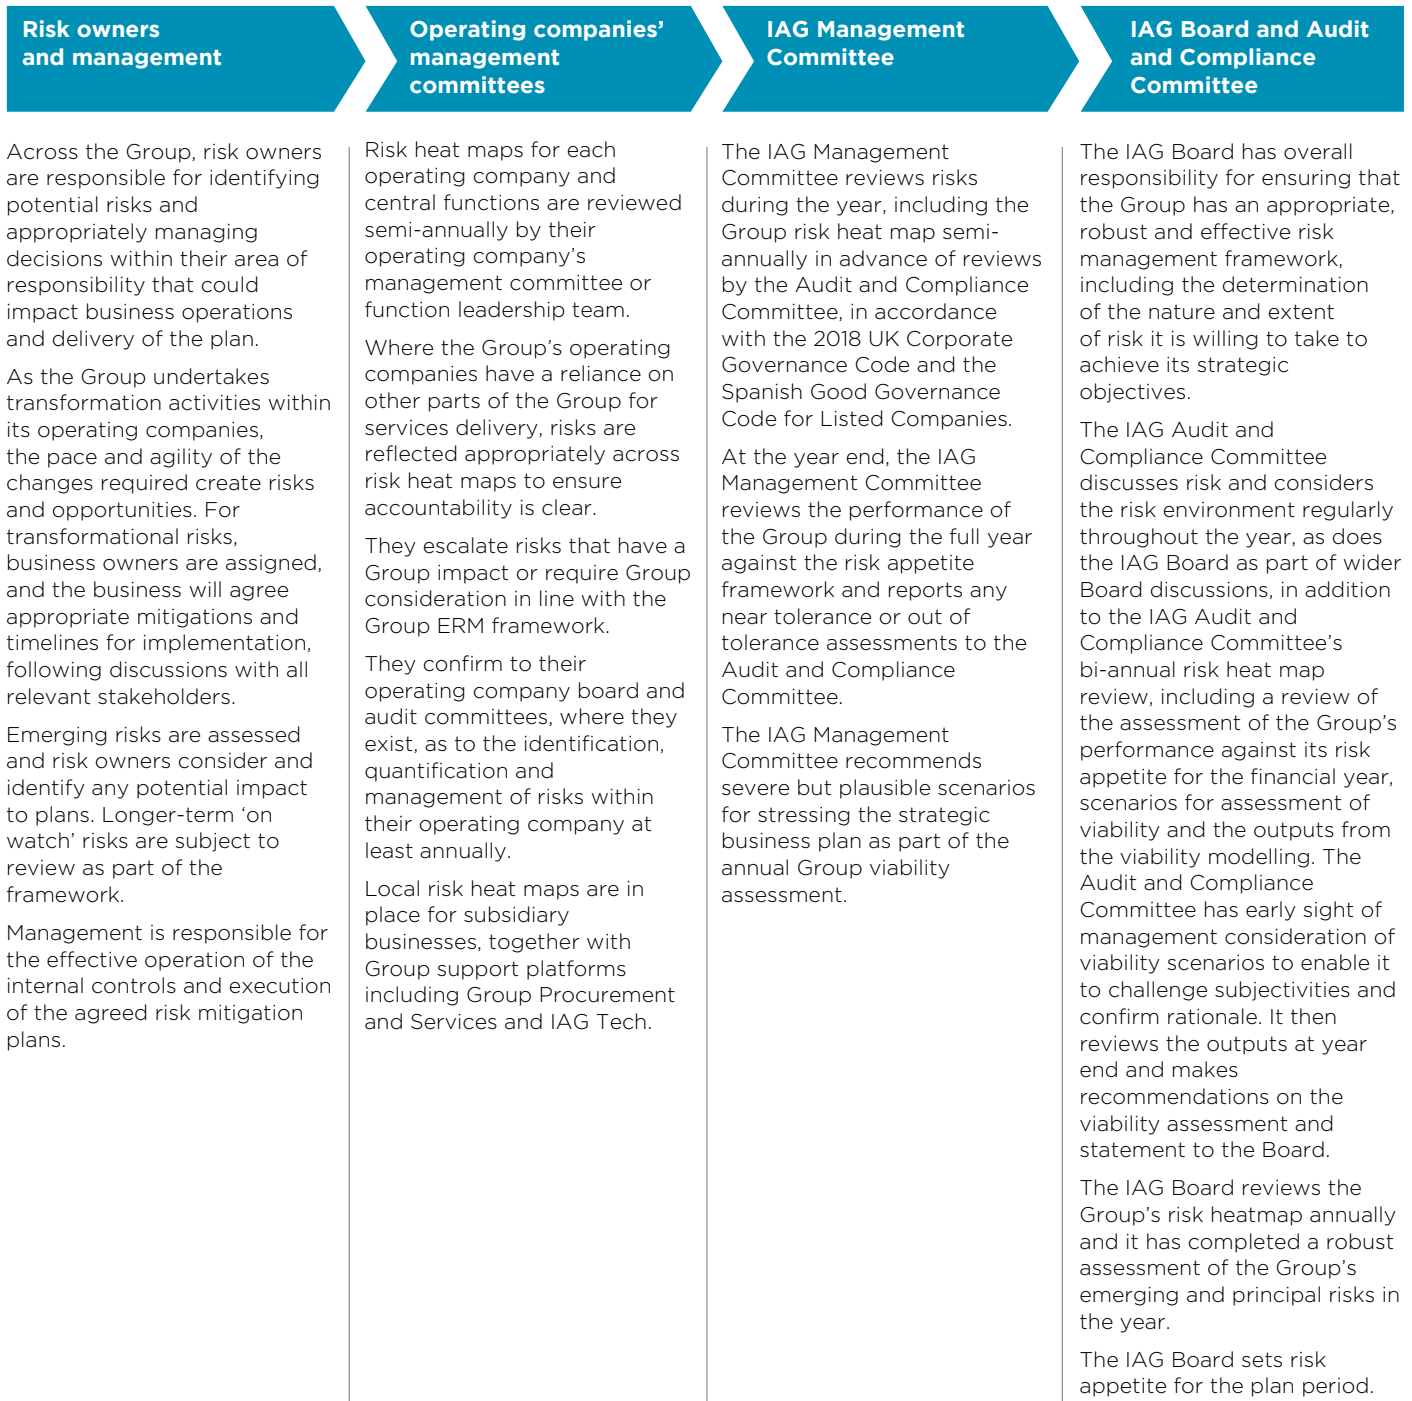 Risk owners
and management
Across the Group, risk owners
are responsible for identifying
potential risks and
appropriately managing
decisions within their area of
responsibility that could
impact business operations
and delivery of the plan.
As the Group undertakes
transformation activities within
its operating companies,
the pace and agility of the
changes required create risks
and opportunities. For
transformational risks,
business owners are assigned,
and the business will agree
appropriate mitigations and
timelines for implementation,
following discussions with all
relevant stakeholders.
Emerging risks are assessed
and risk owners consider and
identify any potential impact
to plans. Longer-term ‘on
watch’ risks are subject to
review as part of the
framework.
Management is responsible for
the effective operation of the
internal controls and execution
of the agreed risk mitigation
plans.
Operating companies’
management
committees
Risk heat maps for each
operating company and
central functions are reviewed
semi-annually by their
operating company’s
management committee or
function leadership team.
Where the Group’s operating
companies have a reliance on
other parts of the Group for
services delivery, risks are
reflected appropriately across
risk heat maps to ensure
accountability is clear.
They escalate risks that have a
Group impact or require Group
consideration in line with the
Group ERM framework.
They confirm to their
operating company board and
audit committees, where they
exist, as to the identification,
quantification and
management of risks within
their operating company at
least annually.
Local risk heat maps are in
place for subsidiary
businesses, together with
Group support platforms
including Group Procurement
and Services and IAG Tech.
IAG Management
Committee
The IAG Management
Committee reviews risks
during the year, including the
Group risk heat map semi-
annually in advance of reviews
by the Audit and Compliance
Committee, in accordance
with the 2018 UK Corporate
Governance Code and the
Spanish Good Governance
Code for Listed Companies.
At the year end, the IAG
Management Committee
reviews the performance of
the Group during the full year
against the risk appetite
framework and reports any
near tolerance or out of
tolerance assessments to the
Audit and Compliance
Committee.
The IAG Management
Committee recommends
severe but plausible scenarios
for stressing the strategic
business plan as part of the
annual Group viability
assessment.
IAG Board and Audit
and Compliance
Committee
The IAG Board has overall
responsibility for ensuring that
the Group has an appropriate,
robust and effective risk
management framework,
including the determination
of the nature and extent
of risk it is willing to take to
achieve its strategic
objectives.
The IAG Audit and
Compliance Committee
discusses risk and considers
the risk environment regularly
throughout the year, as does
the IAG Board as part of wider
Board discussions, in addition
to the IAG Audit and
Compliance Committee’s
bi-annual risk heat map
review, including a review of
the assessment of the Group’s
performance against its risk
appetite for the financial year,
scenarios for assessment of
viability and the outputs from
the viability modelling. The
Audit and Compliance
Committee has early sight of
management consideration of
viability scenarios to enable it
to challenge subjectivities and
confirm rationale. It then
reviews the outputs at year
end and makes
recommendations on the
viability assessment and
statement to the Board.
The IAG Board reviews the
Group’s risk heatmap annually
and it has completed a robust
assessment of the Group’s
emerging and principal risks in
the year.
The IAG Board sets risk
appetite for the plan period.